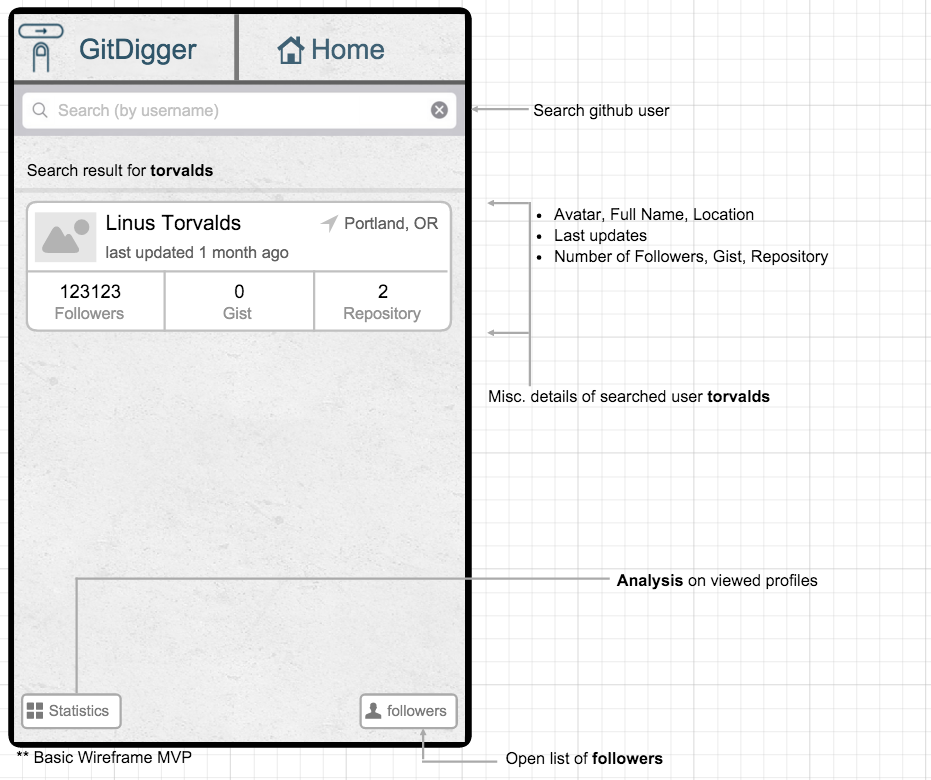 GitDigger
Home
Search (by username)
Search github user
Search result for torvalds
Linus Torvalds
Portland, OR
last updated 1 month ago
123123
Followers
0
Gist
2
Repository
• Avatar, Full Name, Location
• Last updates
• Number of Followers, Gist, Repository
Misc. details of searched user torvalds
Analysis on viewed profiles
Statistics
followers
** Basic Wireframe MVP
Open list of followers